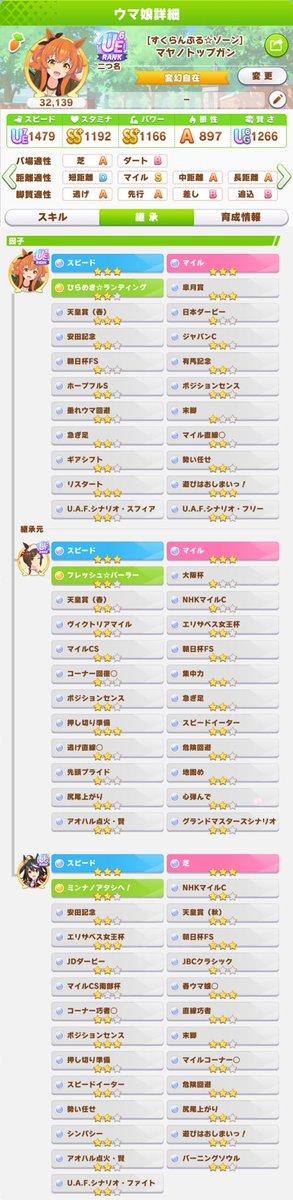 ウマ娘詳細
UE6
RANK
二つ名
[すくらんぶる☆ゾーン]
マヤノトップガン
玄幻自在
変更
32,139
-
スピード スタミナ パワー 根性 賢さ
1479 SS 1192 SS 1166 A 897 1266
バ場適性 芝 A ダート B
距離適性 短距離 D マイル S 中距離 A 長距離 A
脚質適性 逃げ A 先行 A 差し B 追込 B
スキル 継承 育成情報
因子
スピード マイル
ひらめき☆ランディング 皐月賞
天皇賞(春) 日本ダービー
安田記念 ジャパンC
朝日杯FS 有馬記念
ホープフルS ポジションセンス
垂れウマ回避 末脚
急ぎ足 マイル直線○
ギアシフト 勢い任せ
リスタート 遊びはおしまいっ!
U.A.F.シナリオ・スフィア U.A.F.シナリオ・フリー
継承元
スピード マイル
フレッシュ☆パーラー 大阪杯
天皇賞(春) NHKマイルC
ヴィクトリアマイル エリザベス女王杯
マイルCS 朝日杯FS
コーナー回復○ 集中力
ポジションセンス 急ぎ足
押し切り準備 スピードイーター
逃げ直線○ 危険回避
先頭プライド 地固め
尻尾上がり 心弾んで
アオハル点火・賢 グランドマスターズシナリオ
スピード 芝
ミンナノアタシヘ! NHKマイルC
安田記念 天皇賞(秋)
エリザベス女王杯 朝日杯FS
JDダービー JBCクラシック
マイルCS南部杯 春ウマ娘○
コーナー巧者○ 直線巧者
ポジションセンス 末脚
押し切り準備 マイルコーナー○
スピードイーター 危険回避
勢い任せ 尻尾上がり
シンパシー 遊びはおしまいっ!
アオハル点火・賢 バーニングソウル
U.A.F.シナリオ・ファイト